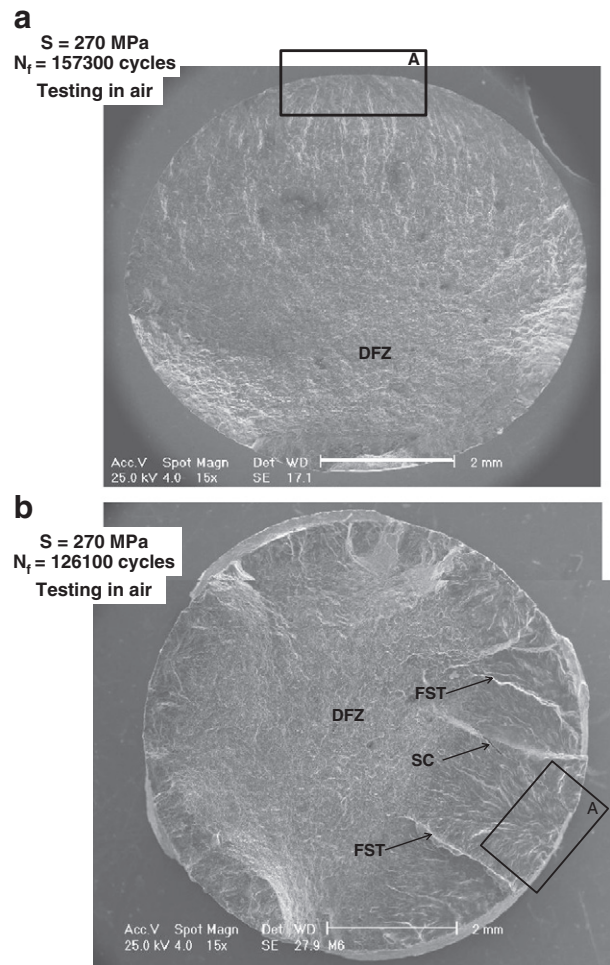 a
S = 270 MPa
Nf = 157300 cycles
Testing in air
A
DFZ
Acc.V Spot Magn Det WD
25.0 kV 4.0 15x SE 17.1
2 mm
b
S = 270 MPa
Nf = 126100 cycles
Testing in air
FST
DFZ
SC
A
FST
Acc.V Spot Magn Det WD
25.0 kV 4.0 15x SE 27.9 M6
2 mm